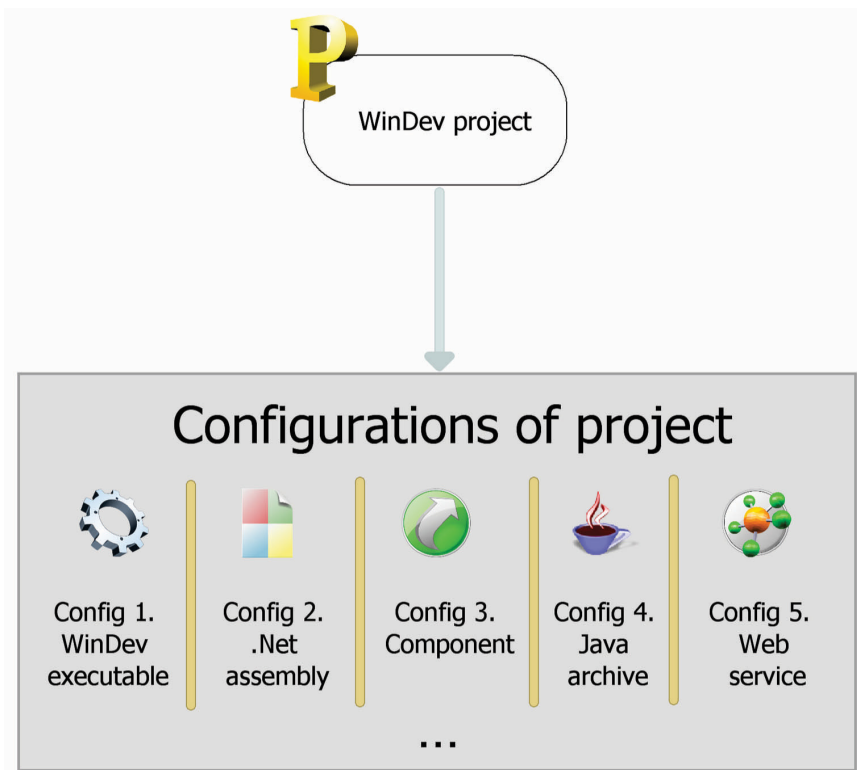 P
WinDev project
Configurations of project
Config 1.
WinDev
executable
Config 2.
.Net
assembly
Config 3.
Component
Config 4.
Java
archive
Config 5.
Web
service
...